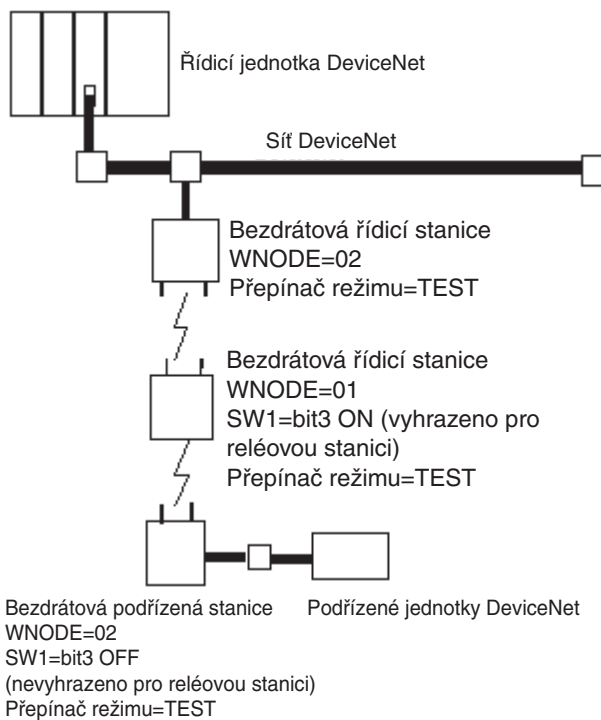 Řídicí jednotka DeviceNet
Síť DeviceNet
Bezdrátová řídicí stanice
WNODE=02
Přepínač režimu=TEST
Bezdrátová řídicí stanice
WNODE=01
SW1=bit3 ON (vyhrazeno pro
reléovou stanici)
Přepínač režimu=TEST
Bezdrátová podřízená stanice
Podřízené jednotky DeviceNet
WNODE=02
SW1=bit3 OFF
(nevyhrazeno pro reléovou stanici)
Přepínač režimu=TEST